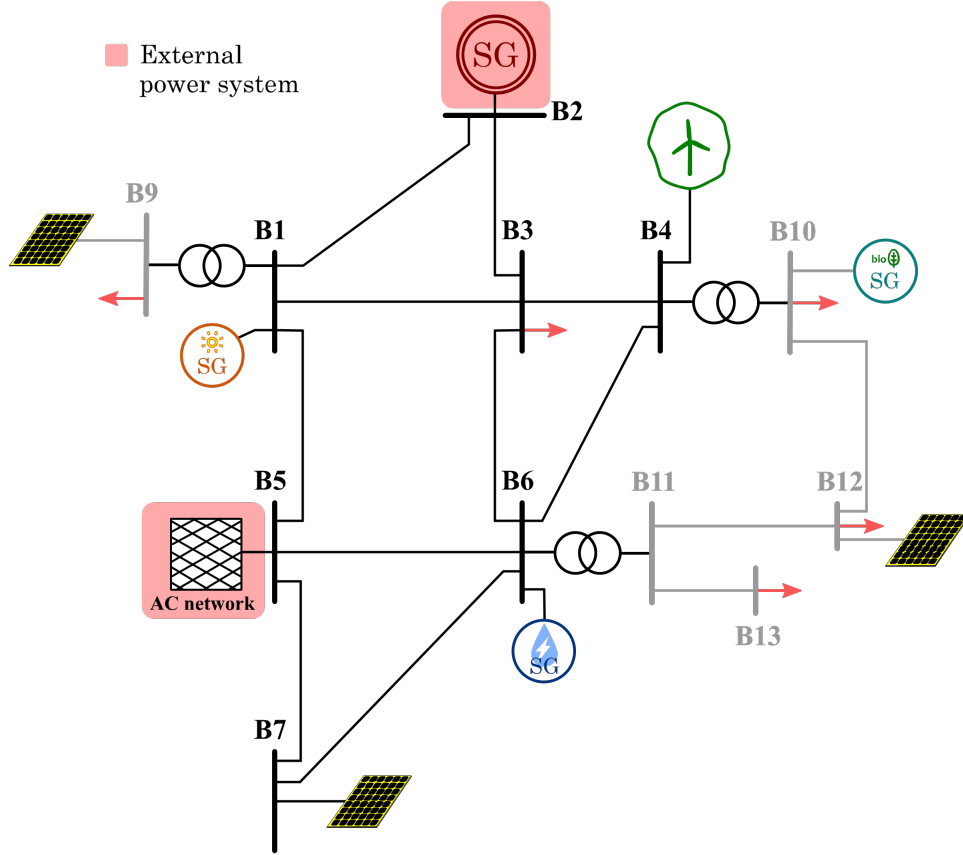 SG
External
power system
B2
B9
B1
B3
B4
B10
bio
SG
SG
B5
B6
B11
B12
AC network
SG
B13
B7